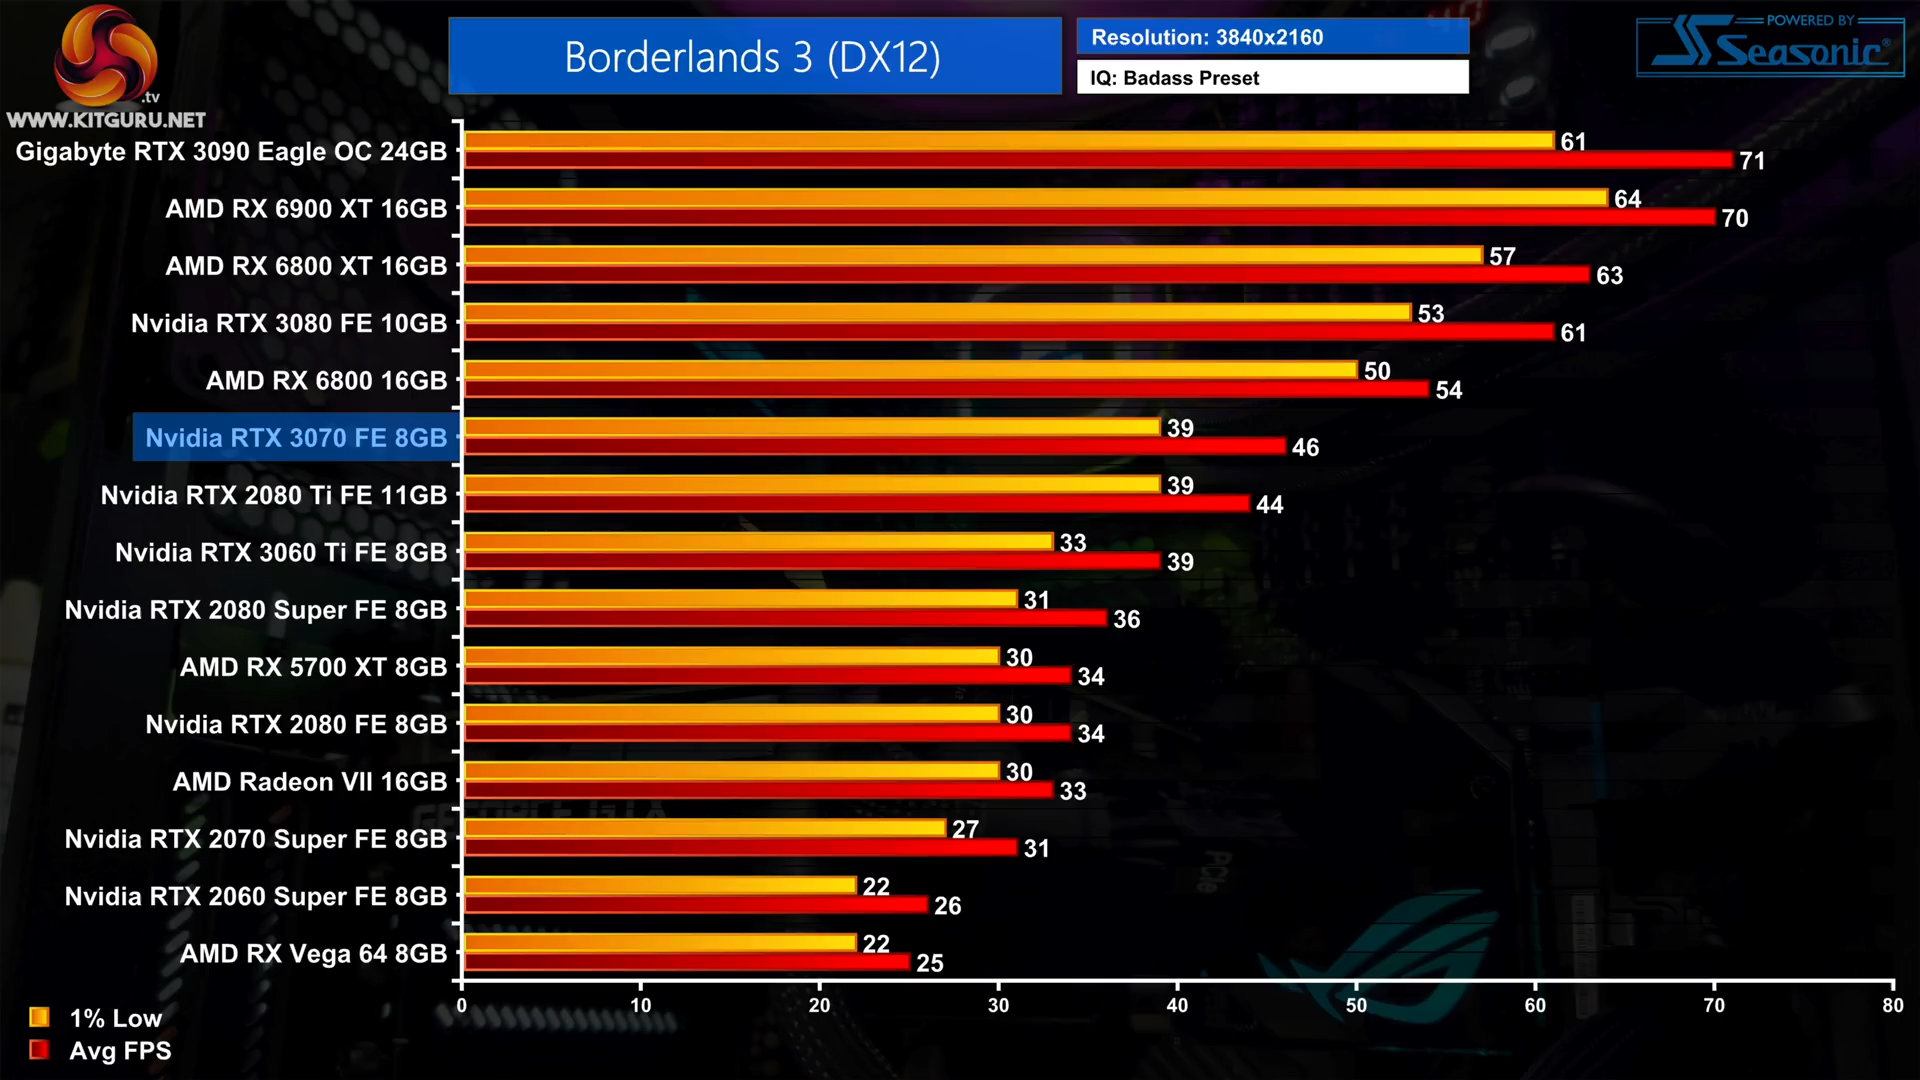 Borderlands 3 (DX12)
Resolution: 3840x2160
IQ: Badass Preset
POWERED BY
Seasonic®
.tv
WWW.KITGURU.NET
Gigabyte RTX 3090 Eagle OC 24GB 61 71
AMD RX 6900 XT 16GB 64 70
AMD RX 6800 XT 16GB 57 63
Nvidia RTX 3080 FE 10GB 53 61
AMD RX 6800 16GB 50 54
Nvidia RTX 3070 FE 8GB 39 46
Nvidia RTX 2080 Ti FE 11GB 39 44
Nvidia RTX 3060 Ti FE 8GB 33 39
Nvidia RTX 2080 Super FE 8GB 31 36
AMD RX 5700 XT 8GB 30 34
Nvidia RTX 2080 FE 8GB 30 34
AMD Radeon VII 16GB 30 33
GEFORCE GTX
Nvidia RTX 2070 Super FE 8GB 27 31
PCIe
Nvidia RTX 2060 Super FE 8GB 22 26
AMD RX Vega 64 8GB 22 25
0 10 20 30 40 50 60 70 80
1% Low
Avg FPS